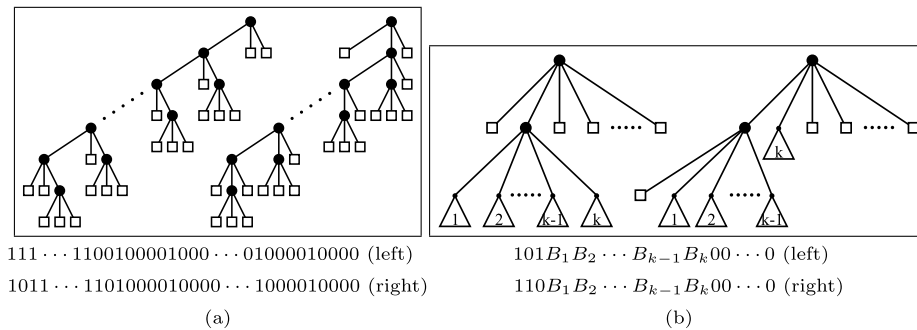 k
1 2 k-1 k 1 2 k-1
111 · · · 1100100001000 · · · 01000010000 (left)
101B₁B₂ · · · Bₖ₋₁Bₖ00 · · · 0 (left)
1011 · · · 1101000010000 · · · 1000010000 (right)
110B₁B₂ · · · Bₖ₋₁Bₖ00 · · · 0 (right)
(a)
(b)